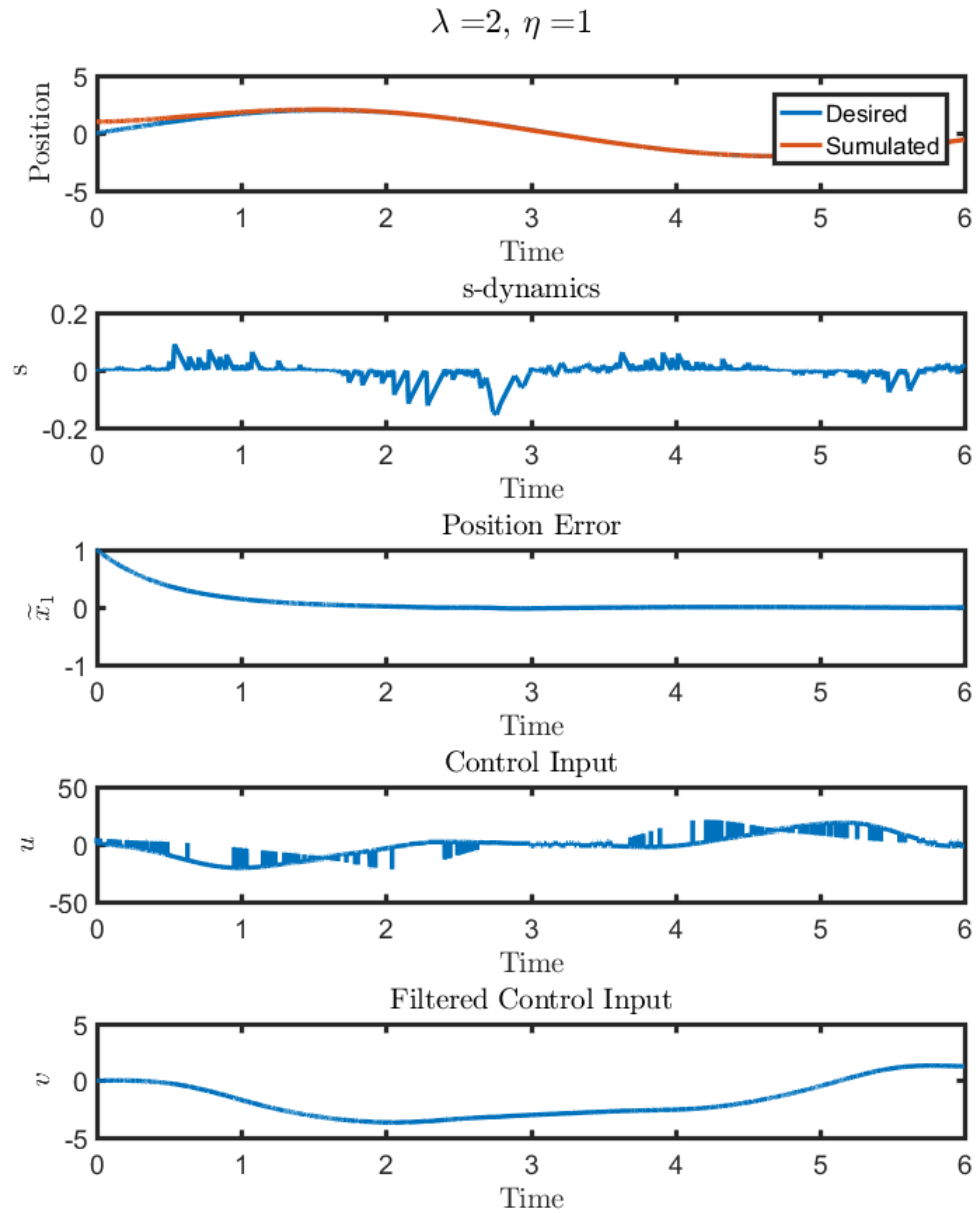 λ =2, η =1
Position
5
0
-5
Desired
Sumulated
0 1 2 3 4 5 6
Time
s-dynamics
s
0.2
0
-0.2
0 1 2 3 4 5 6
Time
Position Error
x̃₁
1
0
-1
0 1 2 3 4 5 6
Time
Control Input
u
50
0
-50
0 1 2 3 4 5 6
Time
Filtered Control Input
v
5
0
-5
0 1 2 3 4 5 6
Time